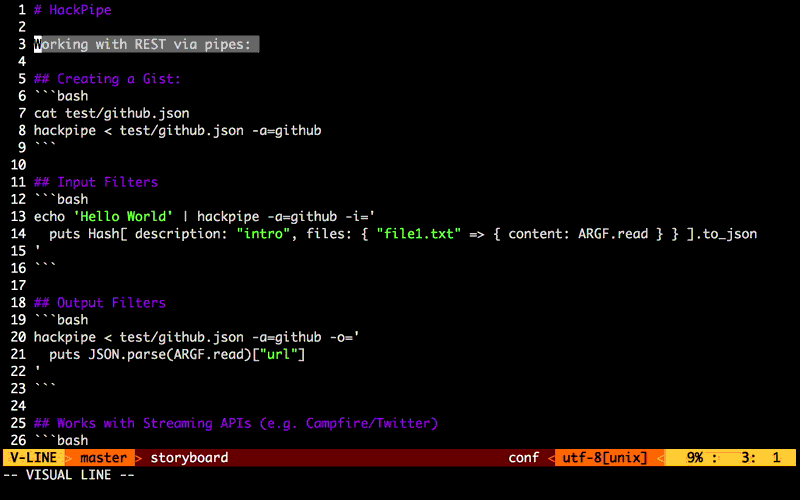 1 # HackPipe
2
3 Working with REST via pipes:
4
5 ## Creating a Gist:
6 ```bash
7 cat test/github.json
8 hackpipe < test/github.json -a=github
9 ```
10
11 ## Input Filters
12 ```bash
13 echo 'Hello World' | hackpipe -a=github -i='
14   puts Hash[ description: "intro", files: { "file1.txt" => { content: ARGF.read } } ].to_json
15 '
16 ```
17
18 ## Output Filters
19 ```bash
20 hackpipe < test/github.json -a=github -o='
21   puts JSON.parse(ARGF.read)["url"]
22 '
23 ```
24
25 ## Works with Streaming APIs (e.g. Campfire/Twitter)
26 ```bash
V-LINE > master > storyboard conf < utf-8[unix] < 9% : 3: 1
-- VISUAL LINE --